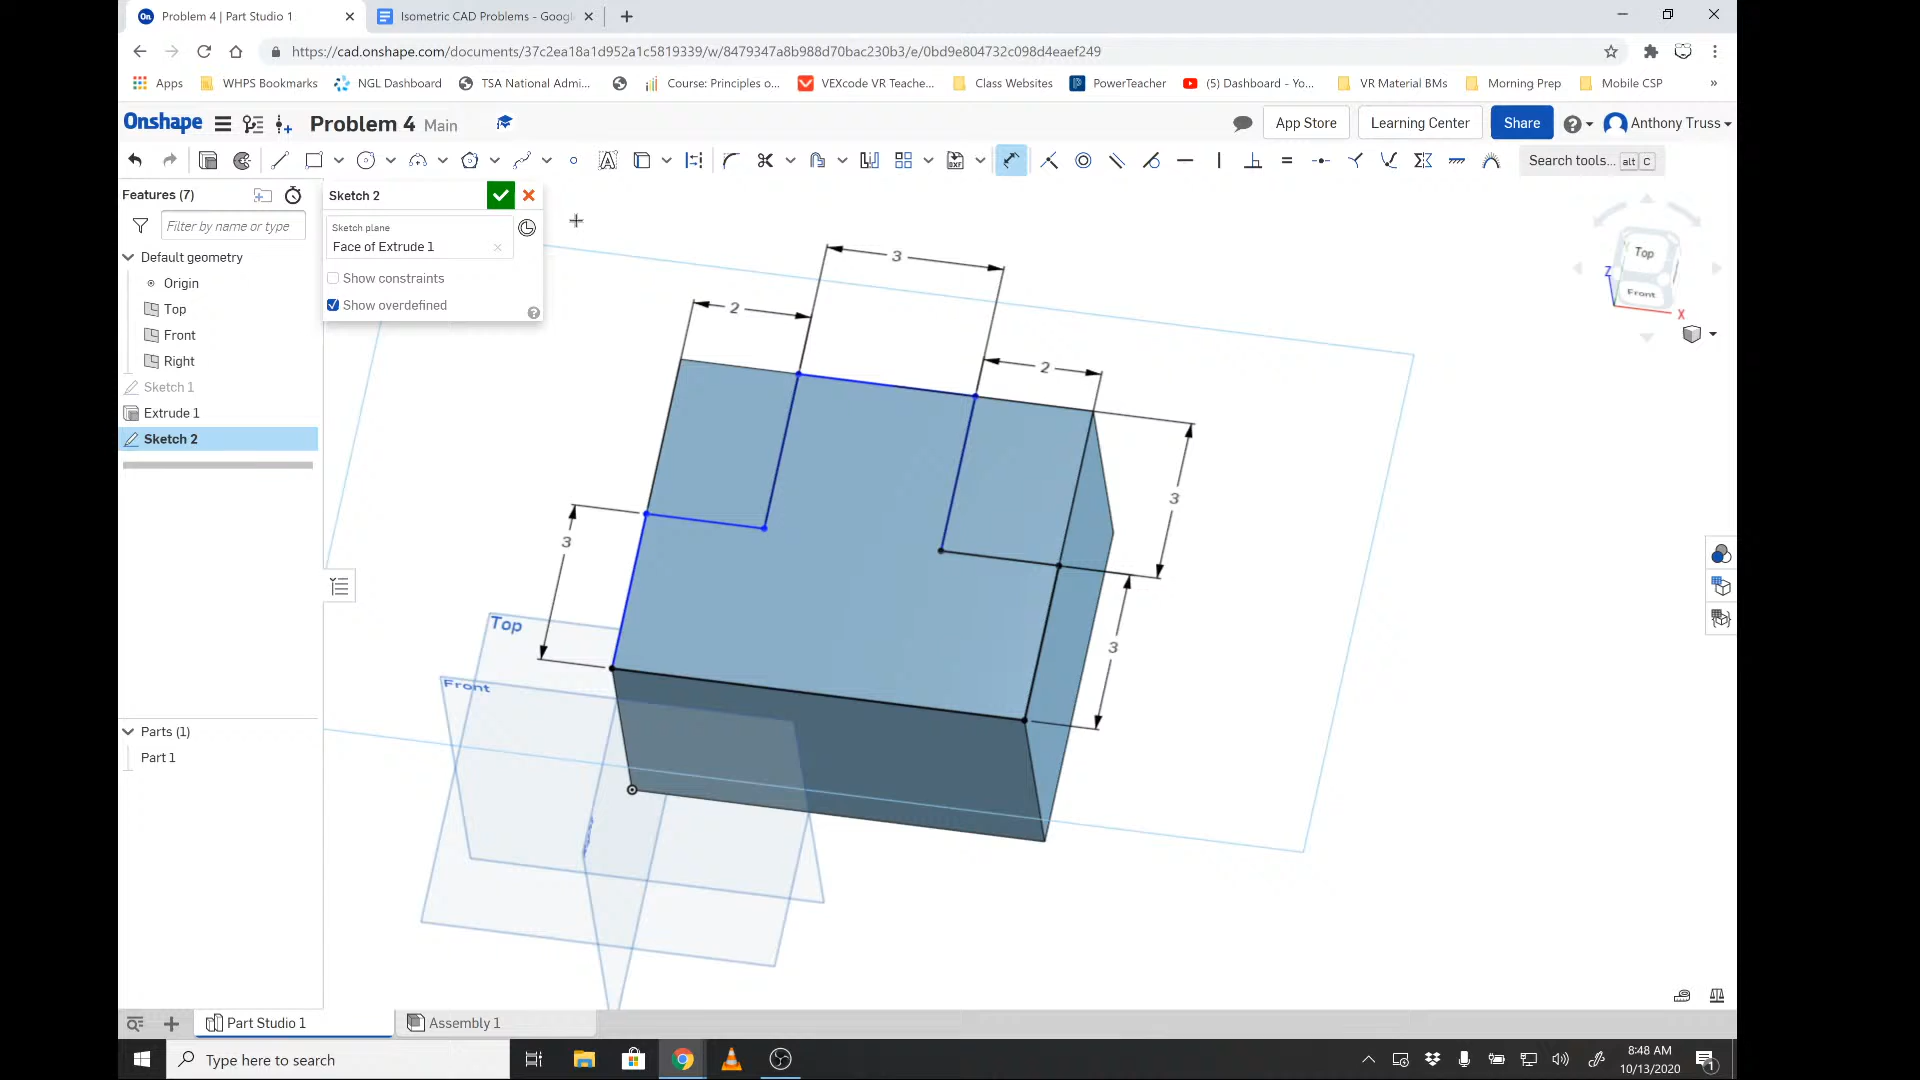 Problem 4 | Part Studio 1
Isometric CAD Problems - Googl
https://cad.onshape.com/documents/37c2ea18a1d952a1c5819339/w/8479347a8b988d70bac230b3/e/0bd9e804732c098d4eaef249
Apps WHPS Bookmarks NGL Dashboard TSA National Admi... Course: Principles o... VEXcode VR Teache... Class Websites PowerTeacher (5) Dashboard - Yo... VR Material BMs Morning Prep Mobile CSP »
Onshape Problem 4 Main App Store Learning Center Share Anthony Truss
Search tools... alt C
Features (7)
Filter by name or type
Default geometry
Origin
Top
Front
Right
Sketch 1
Extrude 1
Sketch 2
Parts (1)
Part 1
Sketch 2
Sketch plane
Face of Extrude 1
Show constraints
Show overdefined
3
2
2
3
3
3
Top
Front
Top
Front
Z
X
Part Studio 1
Assembly 1
Type here to search
8:48 AM
10/13/2020
1